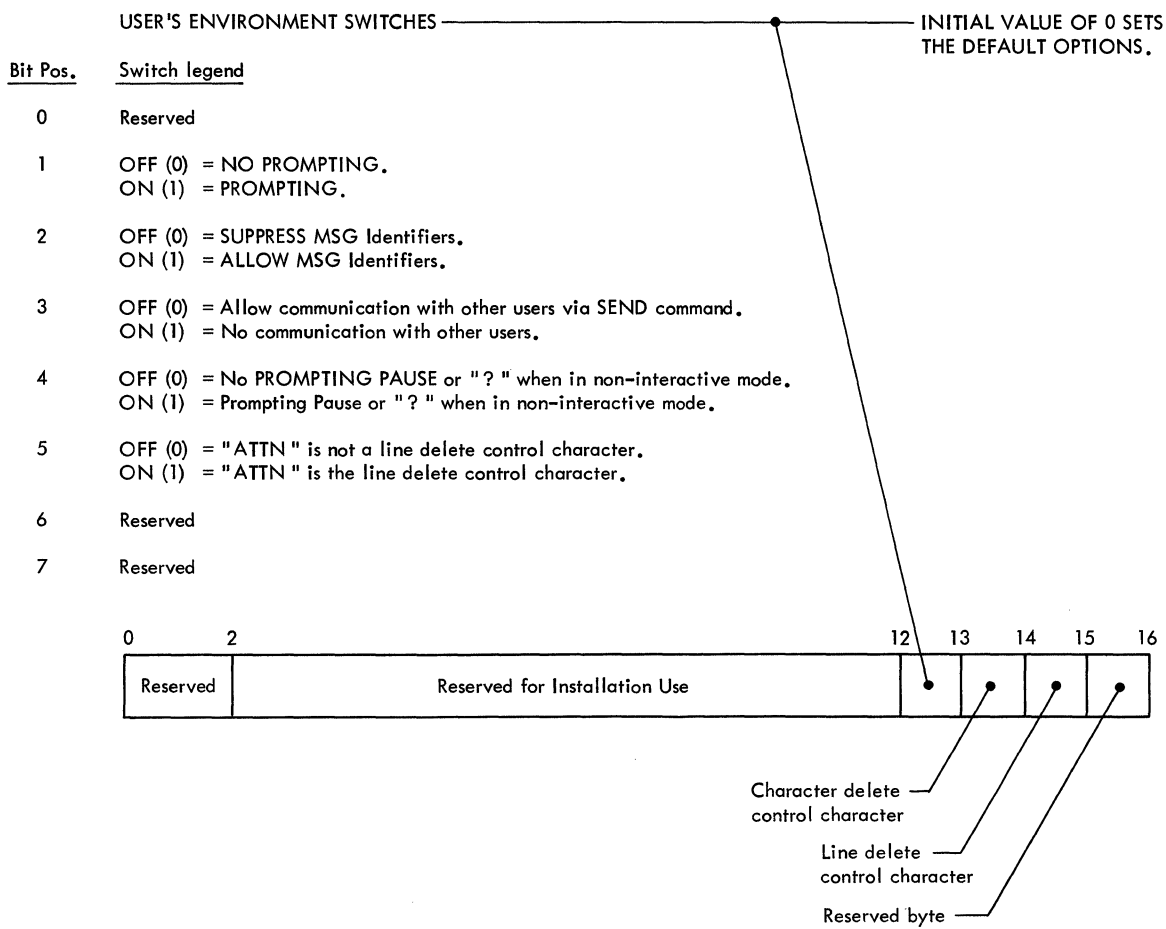 USER'S ENVIRONMENT SWITCHES
INITIAL VALUE OF 0 SETS
THE DEFAULT OPTIONS.
Bit Pos. Switch legend
0 Reserved
1 OFF (0) = NO PROMPTING.
ON (1) = PROMPTING.
2 OFF (0) = SUPPRESS MSG Identifiers.
ON (1) = ALLOW MSG Identifiers.
3 OFF (0) = Allow communication with other users via SEND command.
ON (1) = No communication with other users.
4 OFF (0) = No PROMPTING PAUSE or "? " when in non-interactive mode.
ON (1) = Prompting Pause or "? " when in non-interactive mode.
5 OFF (0) = "ATTN " is not a line delete control character.
ON (1) = "ATTN " is the line delete control character.
6 Reserved
7 Reserved
0 2 12 13 14 15 16
Reserved Reserved for Installation Use
Character delete
control character
Line delete
control character
Reserved byte